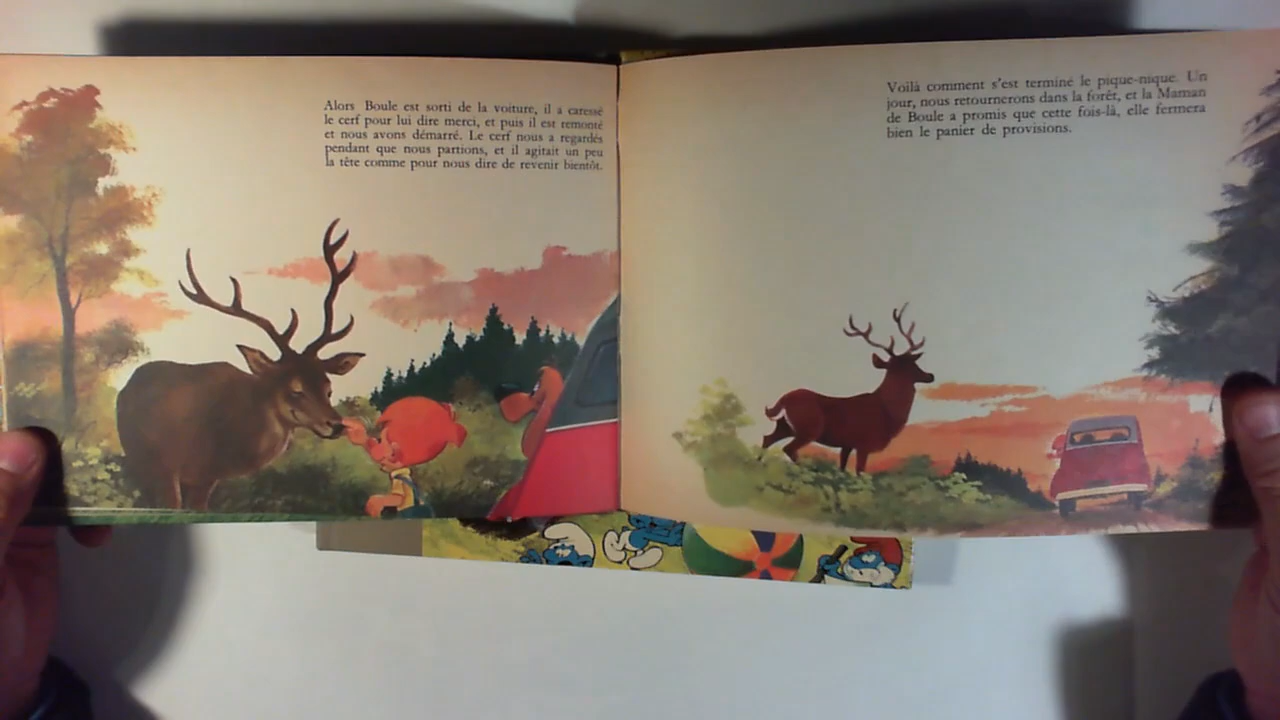 Alors Boule est sorti de la voiture, il a caressé
le cerf pour lui dire merci, et puis il est remonté
et nous avons démarré. Le cerf nous a regardés
pendant que nous partions, et il agitait un peu
la tête comme pour nous dire de revenir bientôt.
Voilà comment s'est terminé le pique-nique. Un
jour, nous retournerons dans la forêt, et la Maman
de Boule a promis que cette fois-là, elle fermera
bien le panier de provisions.